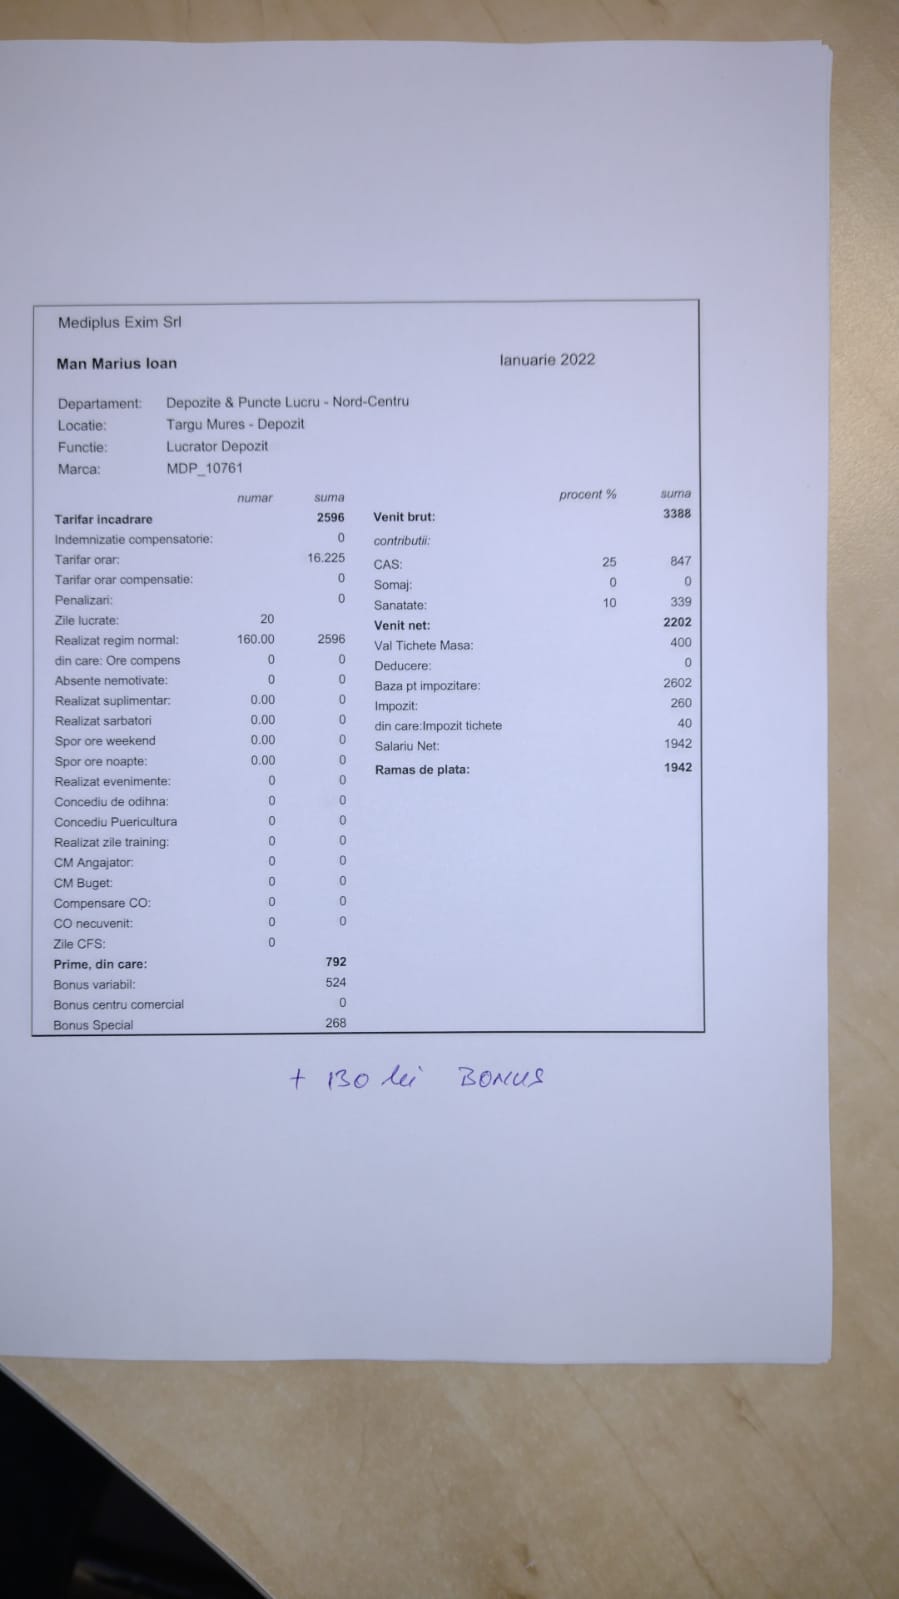 Mediplus Exim Srl
Man Marius Ioan Ianuarie 2022
Departament: Depozite & Puncte Lucru - Nord-Centru
Locatie: Targu Mures - Depozit
Functie: Lucrator Depozit
Marca: MDP_10761
numar suma
Tarifar incadrare 2596
Indemnizatie compensatorie: 0
Tarifar orar: 16.225
Tarifar orar compensatie: 0
Penalizari: 0
Zile lucrate: 20
Realizat regim normal: 160.00 2596
din care: Ore compens 0 0
Absente nemotivate: 0 0
Realizat suplimentar: 0.00 0
Realizat sarbatori 0.00 0
Spor ore weekend 0.00 0
Spor ore noapte: 0.00 0
Realizat evenimente: 0 0
Concediu de odihna: 0 0
Concediu Puericultura 0 0
Realizat zile training: 0 0
CM Angajator: 0 0
CM Buget: 0 0
Compensare CO: 0 0
CO necuvenit: 0 0
Zile CFS: 0
Prime, din care: 792
Bonus variabil: 524
Bonus centru comercial 0
Bonus Special 268
procent % suma
Venit brut: 3388
contributii:
CAS: 25 847
Somaj: 0 0
Sanatate: 10 339
Venit net: 2202
Val Tichete Masa: 400
Deducere: 0
Baza pt impozitare: 2602
Impozit: 260
din care:Impozit tichete 40
Salariu Net: 1942
Ramas de plata: 1942
+ 130 lei BONUS